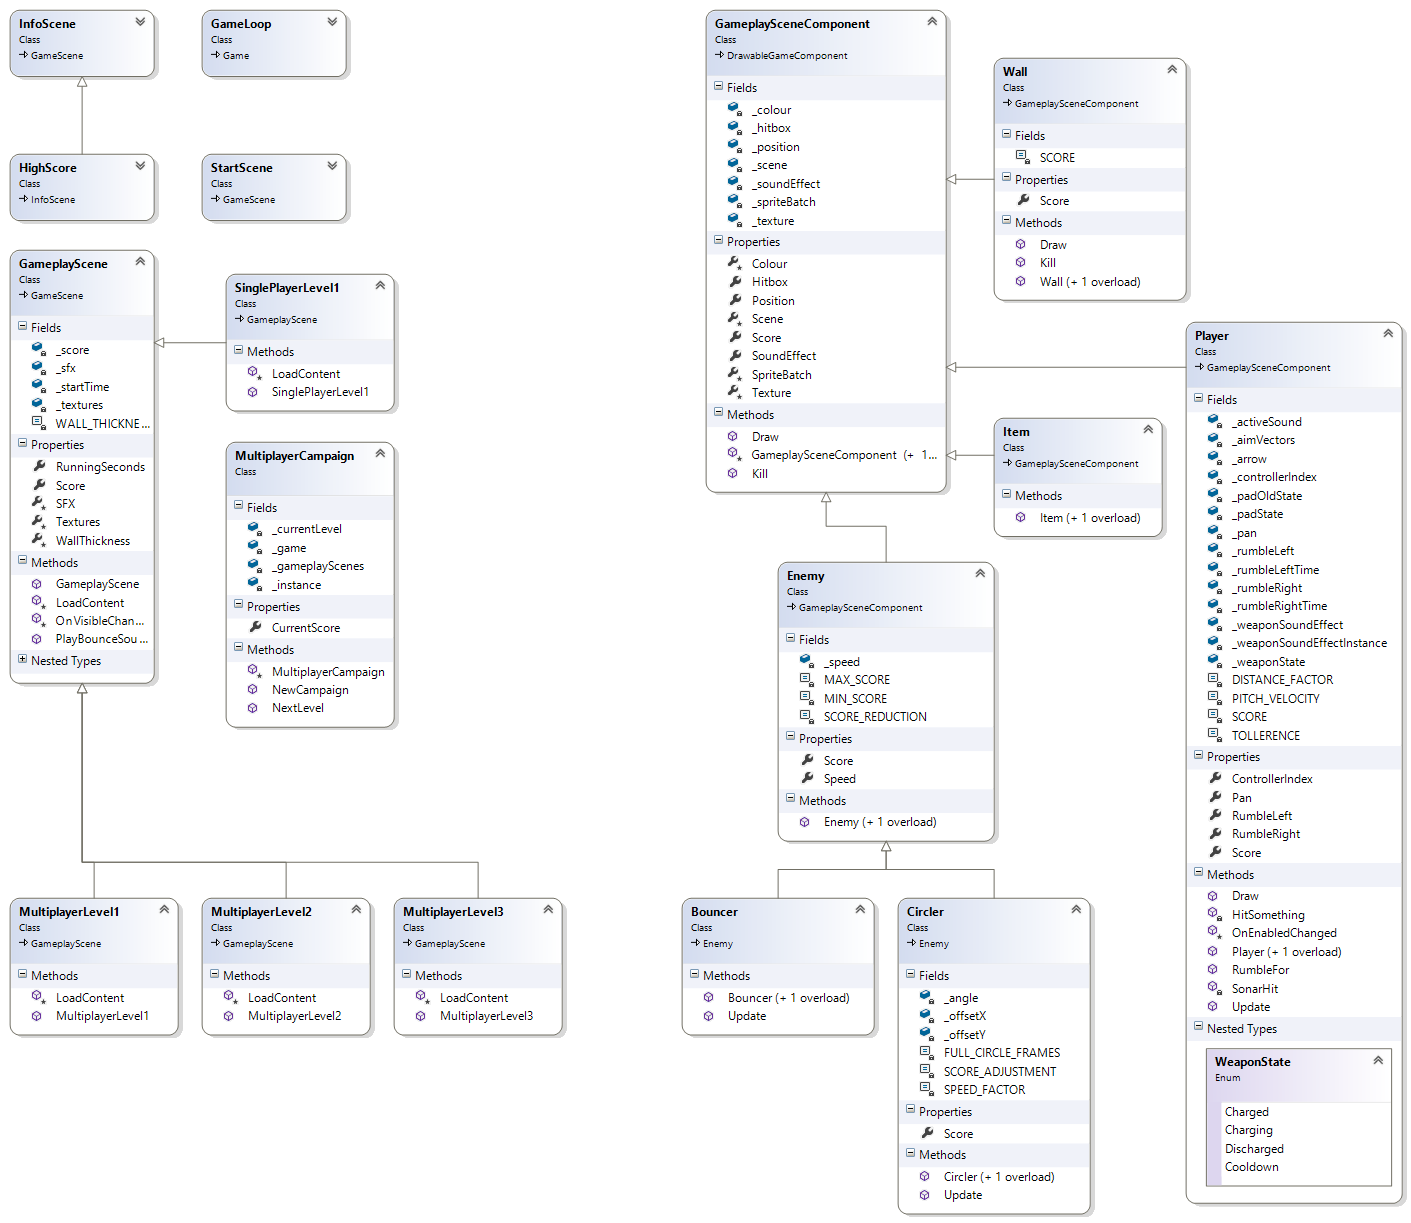 InfoScene
Class
GameScene
GameLoop
Class
Game
HighScore
Class
InfoScene
StartScene
Class
GameScene
GameplayScene
Class
GameScene
Fields
_score
_sfx
_startTime
_textures
WALL_THICKNE...
Properties
RunningSeconds
Score
SFX
Textures
WallThickness
Methods
GameplayScene
LoadContent
OnVisibleChan...
PlayBounceSou...
Nested Types
SinglePlayerLevel1
Class
GameplayScene
Methods
LoadContent
SinglePlayerLevel1
MultiplayerCampaign
Class
Fields
_currentLevel
_game
_gameplayScenes
_instance
Properties
CurrentScore
Methods
MultiplayerCampaign
NewCampaign
NextLevel
MultiplayerLevel1
Class
GameplayScene
Methods
LoadContent
MultiplayerLevel1
MultiplayerLevel2
Class
GameplayScene
Methods
LoadContent
MultiplayerLevel2
MultiplayerLevel3
Class
GameplayScene
Methods
LoadContent
MultiplayerLevel3
GameplaySceneComponent
Class
DrawableGameComponent
Fields
_colour
_hitbox
_position
_scene
_soundEffect
_spriteBatch
_texture
Properties
Colour
Hitbox
Position
Scene
Score
SoundEffect
SpriteBatch
Texture
Methods
Draw
GameplaySceneComponent (+ 1...
Kill
Wall
Class
GameplaySceneComponent
Fields
SCORE
Properties
Score
Methods
Draw
Kill
Wall (+ 1 overload)
Item
Class
GameplaySceneComponent
Methods
Item (+ 1 overload)
Enemy
Class
GameplaySceneComponent
Fields
_speed
MAX_SCORE
MIN_SCORE
SCORE_REDUCTION
Properties
Score
Speed
Methods
Enemy (+ 1 overload)
Bouncer
Class
Enemy
Methods
Bouncer (+ 1 overload)
Update
Circler
Class
Enemy
Fields
_angle
_offsetX
_offsetY
FULL_CIRCLE_FRAMES
SCORE_ADJUSTMENT
SPEED_FACTOR
Properties
Score
Methods
Circler (+ 1 overload)
Update
Player
Class
GameplaySceneComponent
Fields
_activeSound
_aimVectors
_arrow
_controllerIndex
_padOldState
_padState
_pan
_rumbleLeft
_rumbleLeftTime
_rumbleRight
_rumbleRightTime
_weaponSoundEffect
_weaponSoundEffectInstance
_weaponState
DISTANCE_FACTOR
PITCH_VELOCITY
SCORE
TOLLERENCE
Properties
ControllerIndex
Pan
RumbleLeft
RumbleRight
Score
Methods
Draw
HitSomething
OnEnabledChanged
Player (+ 1 overload)
RumbleFor
SonarHit
Update
Nested Types
WeaponState
Enum
Charged
Charging
Discharged
Cooldown